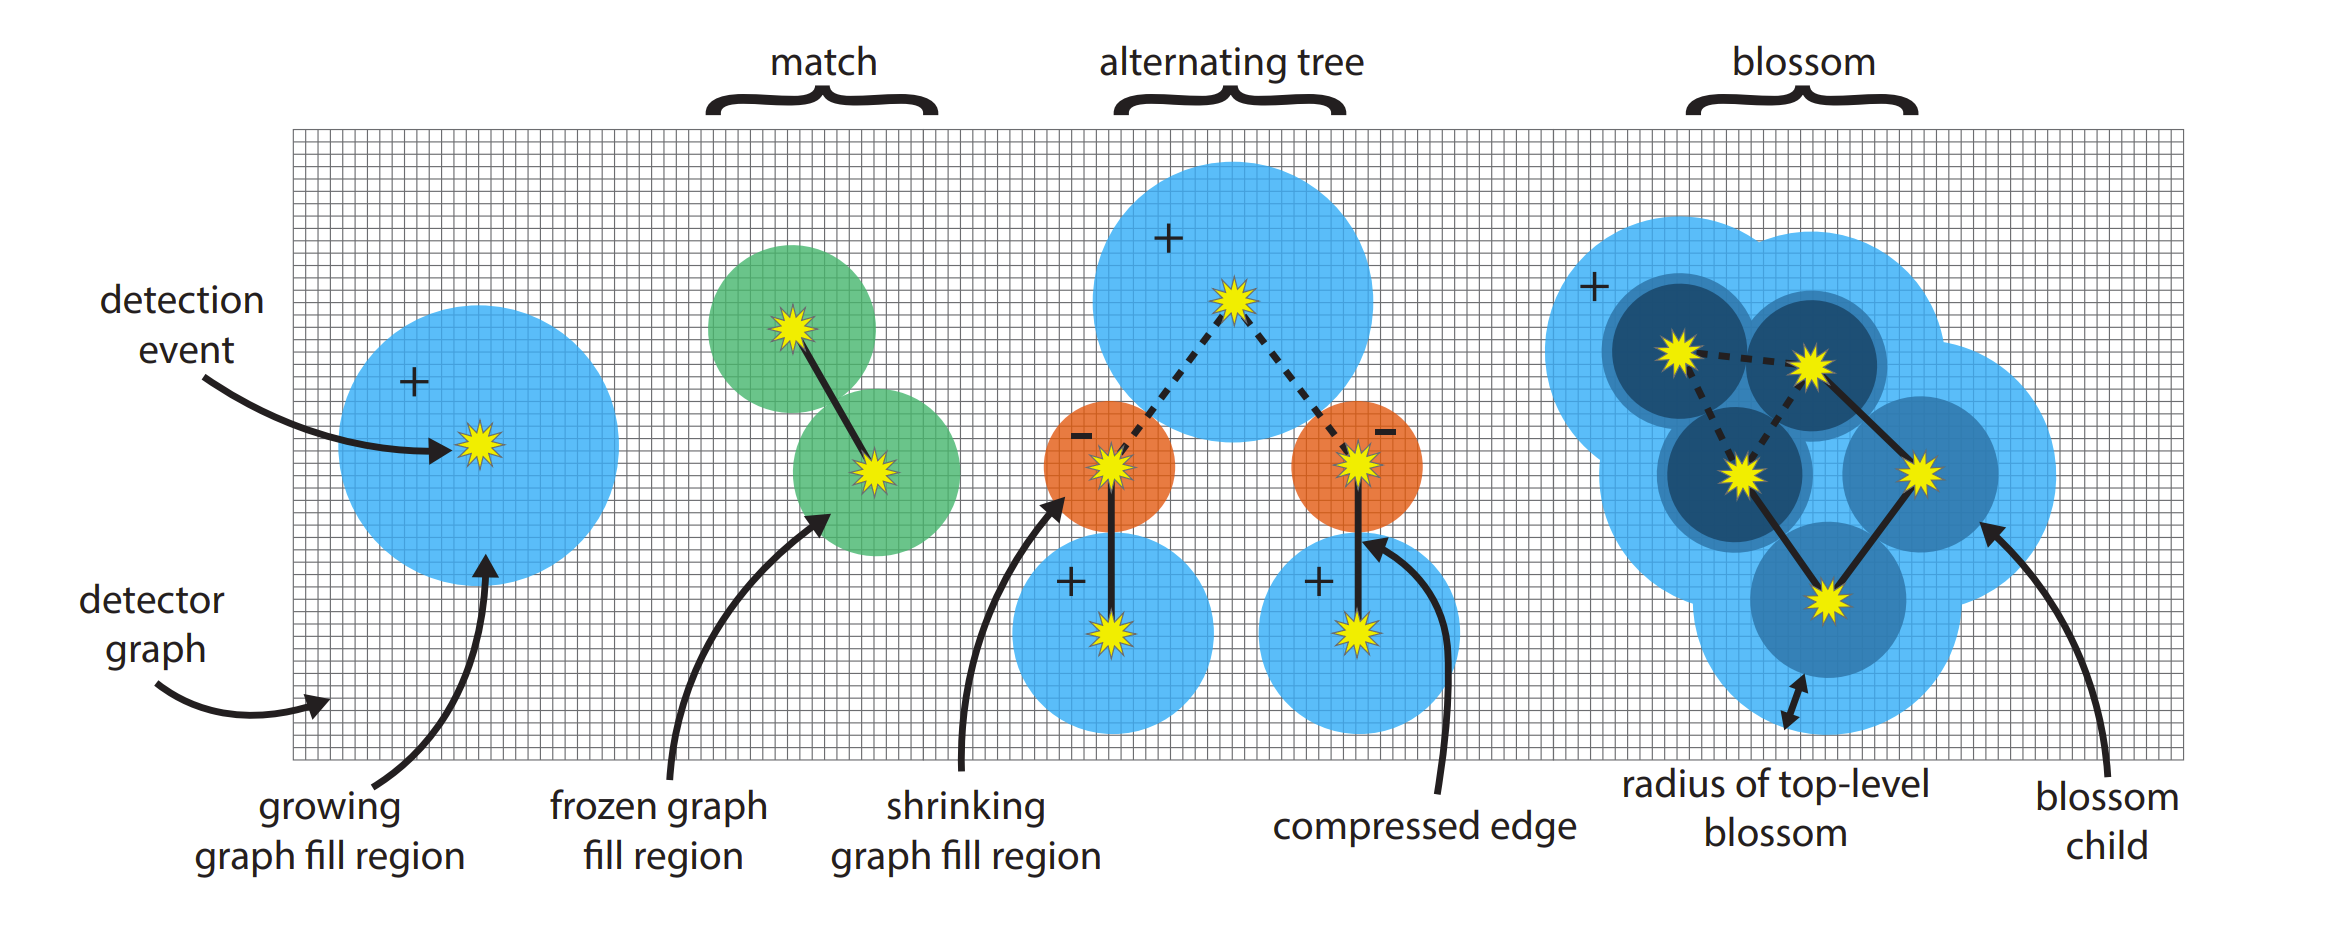 match
alternating tree
blossom
detection
event
detector
graph
growing
graph fill region
frozen graph
fill region
shrinking
graph fill region
compressed edge
radius of top-level
blossom
blossom
child
+
+
-
-
+
+
+